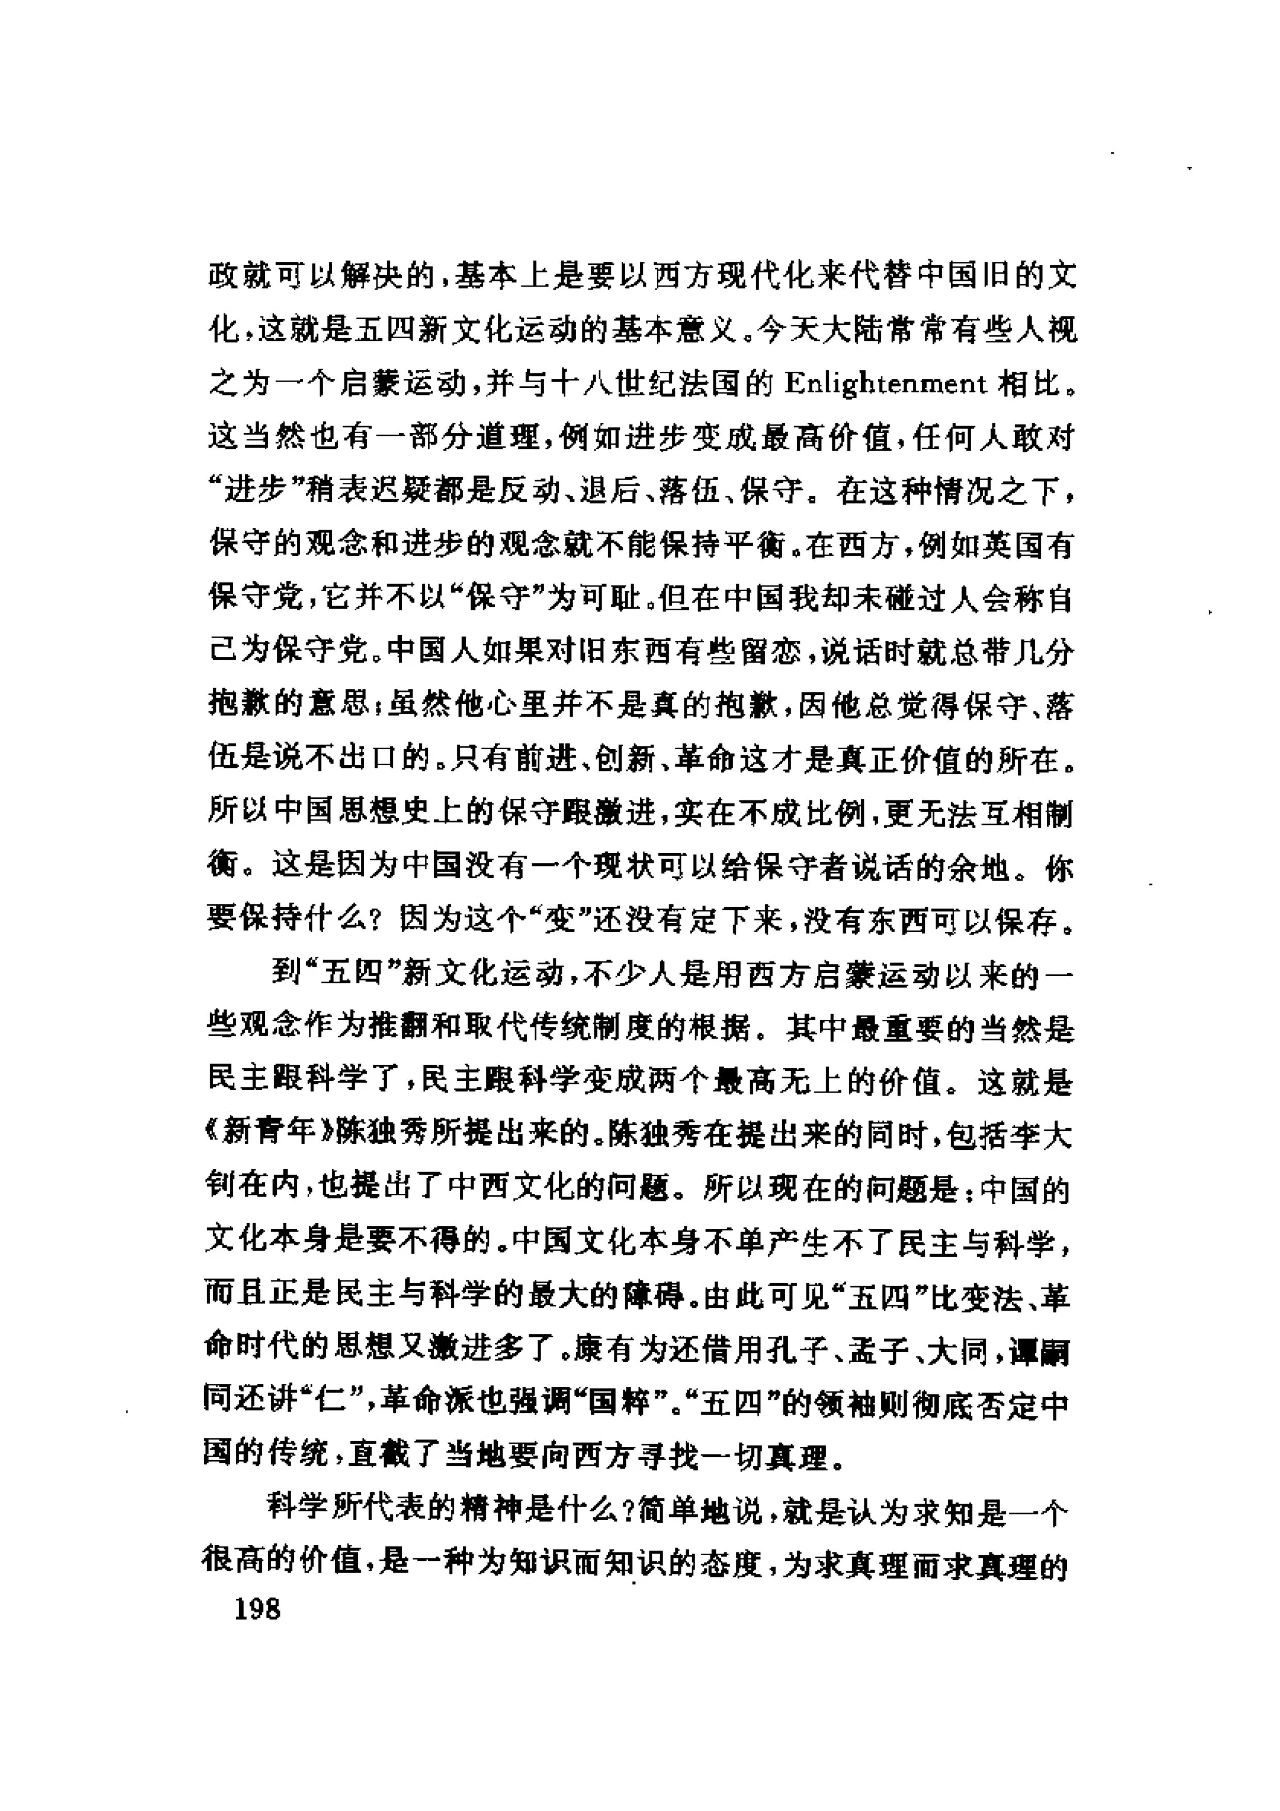 政就可以解决的,基本上是要以西方现代化来代替中国旧的文
化,这就是五四新文化运动的基本意义。今天大陆常常有些人视
之为一个启蒙运动,并与十八世纪法国的 Enlightenment 相比。
这当然也有一部分道理,例如进步变成最高价值,任何人敢对
“进步”稍表迟疑都是反动、退后、落伍、保守。在这种情况之下,
保守的观念和进步的观念就不能保持平衡。在西方,例如英国有
保守党,它并不以“保守”为可耻。但在中国我却未碰过人会称自
己为保守党。中国人如果对旧东西有些留恋,说话时就总带几分
抱歉的意思;虽然他心里并不是真的抱歉,因他总觉得保守、落
伍是说不出口的。只有前进、创新、革命这才是真正价值的所在。
所以中国思想史上的保守跟激进,实在不成比例,更无法互相制
衡。这是因为中国没有一个现状可以给保守者说话的余地。你
要保持什么?因为这个“变”还没有定下来,没有东西可以保存。
到“五四”新文化运动,不少人是用西方启蒙运动以来的一
些观念作为推翻和取代传统制度的根据。其中最重要的当然是
民主跟科学了,民主跟科学变成两个最高无上的价值。这就是
《新青年》陈独秀所提出来的。陈独秀在提出来的同时,包括李大
钊在内,也提出了中西文化的问题。所以现在的问题是:中国的
文化本身是要不得的。中国文化本身不单产生不了民主与科学,
而且正是民主与科学的最大的障碍。由此可见“五四”比变法、革
命时代的思想又激进多了。康有为还借用孔子、孟子、大同,谭嗣
同还讲“仁”,革命派也强调“国粹”。“五四”的领袖则彻底否定中
国的传统,直截了当地要向西方寻找一切真理。
科学所代表的精神是什么?简单地说,就是认为求知是一个
很高的价值,是一种为知识而知识的态度,为求真理而求真理的
198